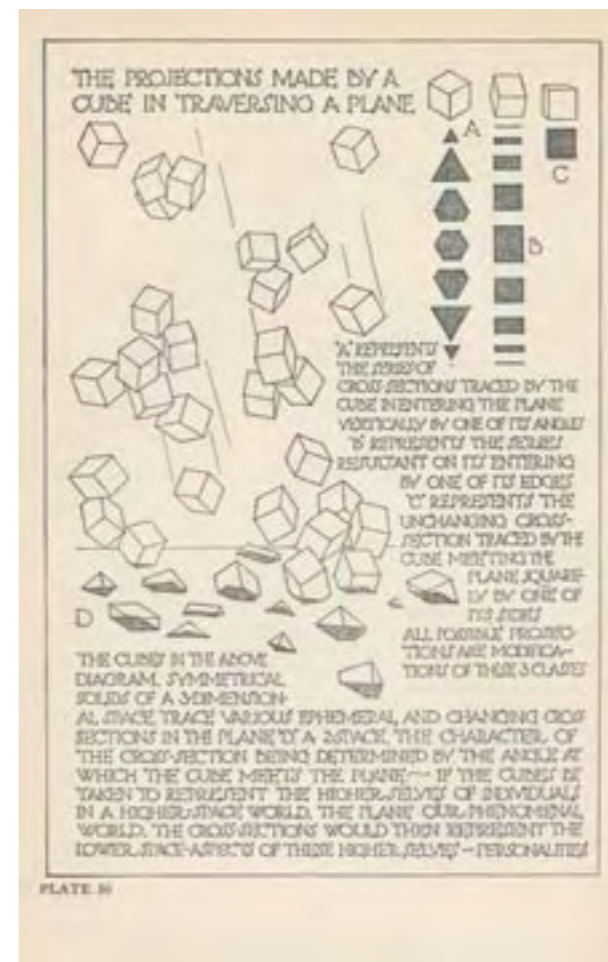 THE PROJECTIONS MADE BY A
CUBE IN TRAVERSING A PLANE
A
C
B
"A" REPRESENTS
THE SERIES OF
CROSS-SECTIONS TRACED BY THE
CUBE IN ENTERING THE PLANE
VERTICALLY BY ONE OF ITS ANGLES
"B" REPRESENTS THE SERIES
RESULTANT ON ITS ENTERING
BY ONE OF ITS EDGES
"C" REPRESENTS THE
UNCHANGING CROSS-
SECTION TRACED BY THE
CUBE MEETING THE
PLANE SQUARE-
LY BY ONE OF
ITS SIDES
ALL POSSIBLE PROJEC-
TIONS ARE MODIFICA-
TIONS OF THESE 3 CLASSES
D
THE CUBES IN THE ABOVE
DIAGRAM, SYMMETRICAL
SOLIDS OF A 3-DIMENSION-
AL SPACE, TRACE VARIOUS EPHEMERAL AND CHANGING CROSS
SECTIONS IN THE PLANE, "D", A 2-SPACE, THE CHARACTER OF
THE CROSS-SECTION BEING DETERMINED BY THE ANGLE AT
WHICH THE CUBE MEETS THE PLANE — IF THE CUBES BE
TAKEN TO REPRESENT THE HIGHER SELVES OF INDIVIDUALS
IN A HIGHER-SPACE WORLD, THE PLANE OUR PHENOMENAL
WORLD, THE CROSS-SECTIONS WOULD THEN REPRESENT THE
LOWER SPACE-ASPECTS OF THESE HIGHER SELVES — PERSONALITIES
PLATE